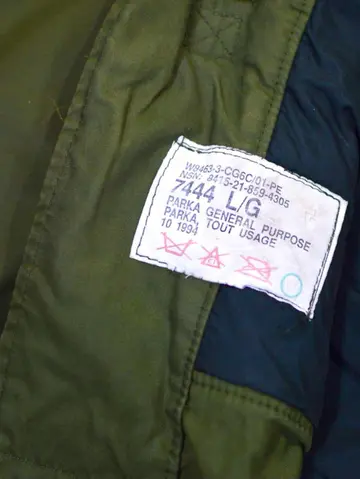 W8463-3-CG6C/01-PE
NSN: 8415-21-859-4305
7444 L/G
PARKA GENERAL PURPOSE
PARKA, TOUT USAGE
10 1994